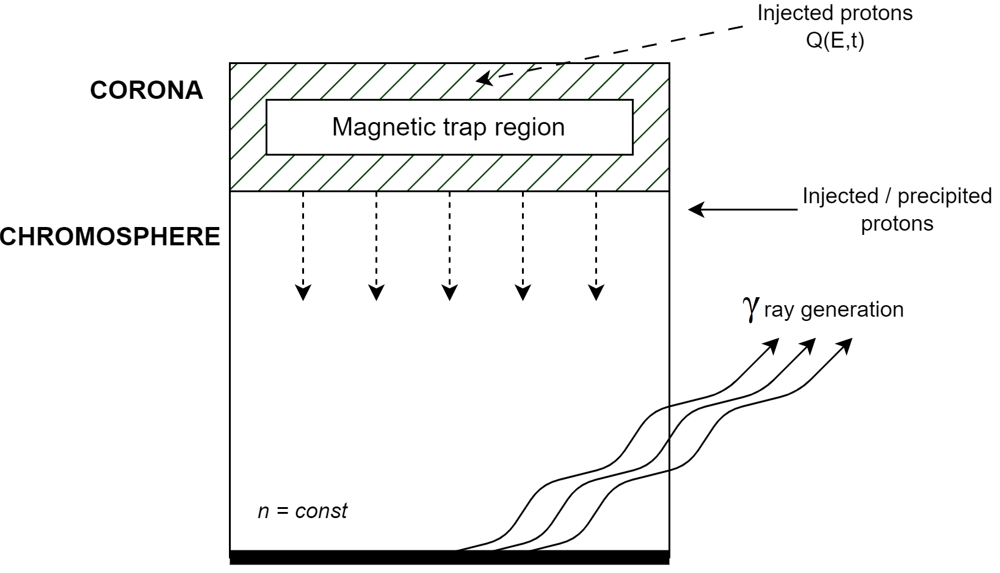 Injected protons
Q(E,t)
CORONA
Magnetic trap region
Injected / precipited
protons
CHROMOSPHERE
γ ray generation
n = const